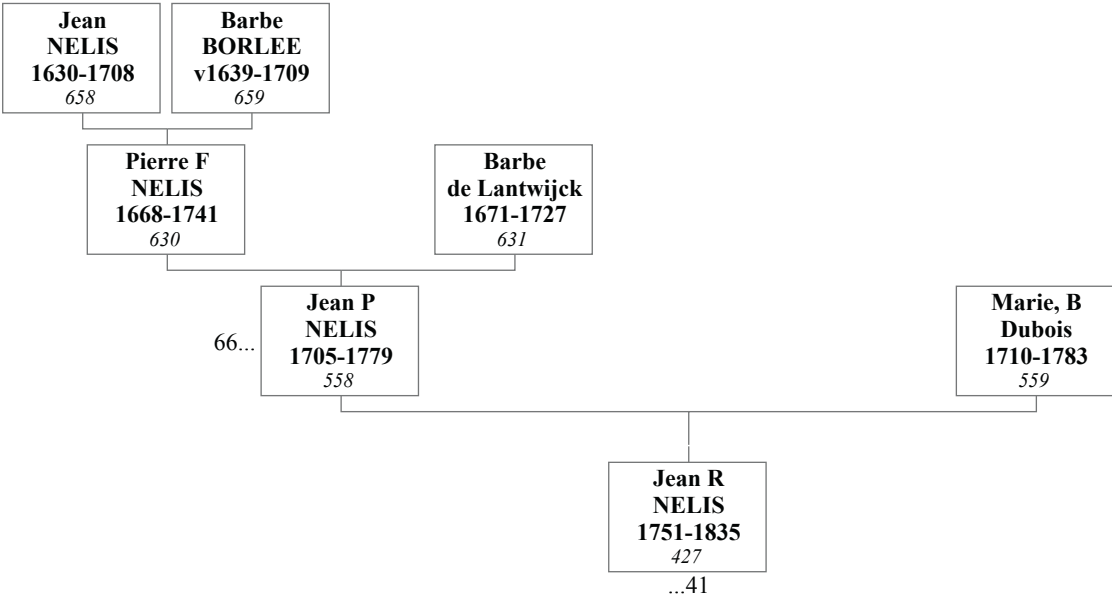 Jean
NELIS
1630-1708
658
Barbe
BORLEE
v1639-1709
659
Pierre F
NELIS
1668-1741
630
Barbe
de Lantwijck
1671-1727
631
66...
Jean P
NELIS
1705-1779
558
Marie, B
Dubois
1710-1783
559
Jean R
NELIS
1751-1835
427
...41